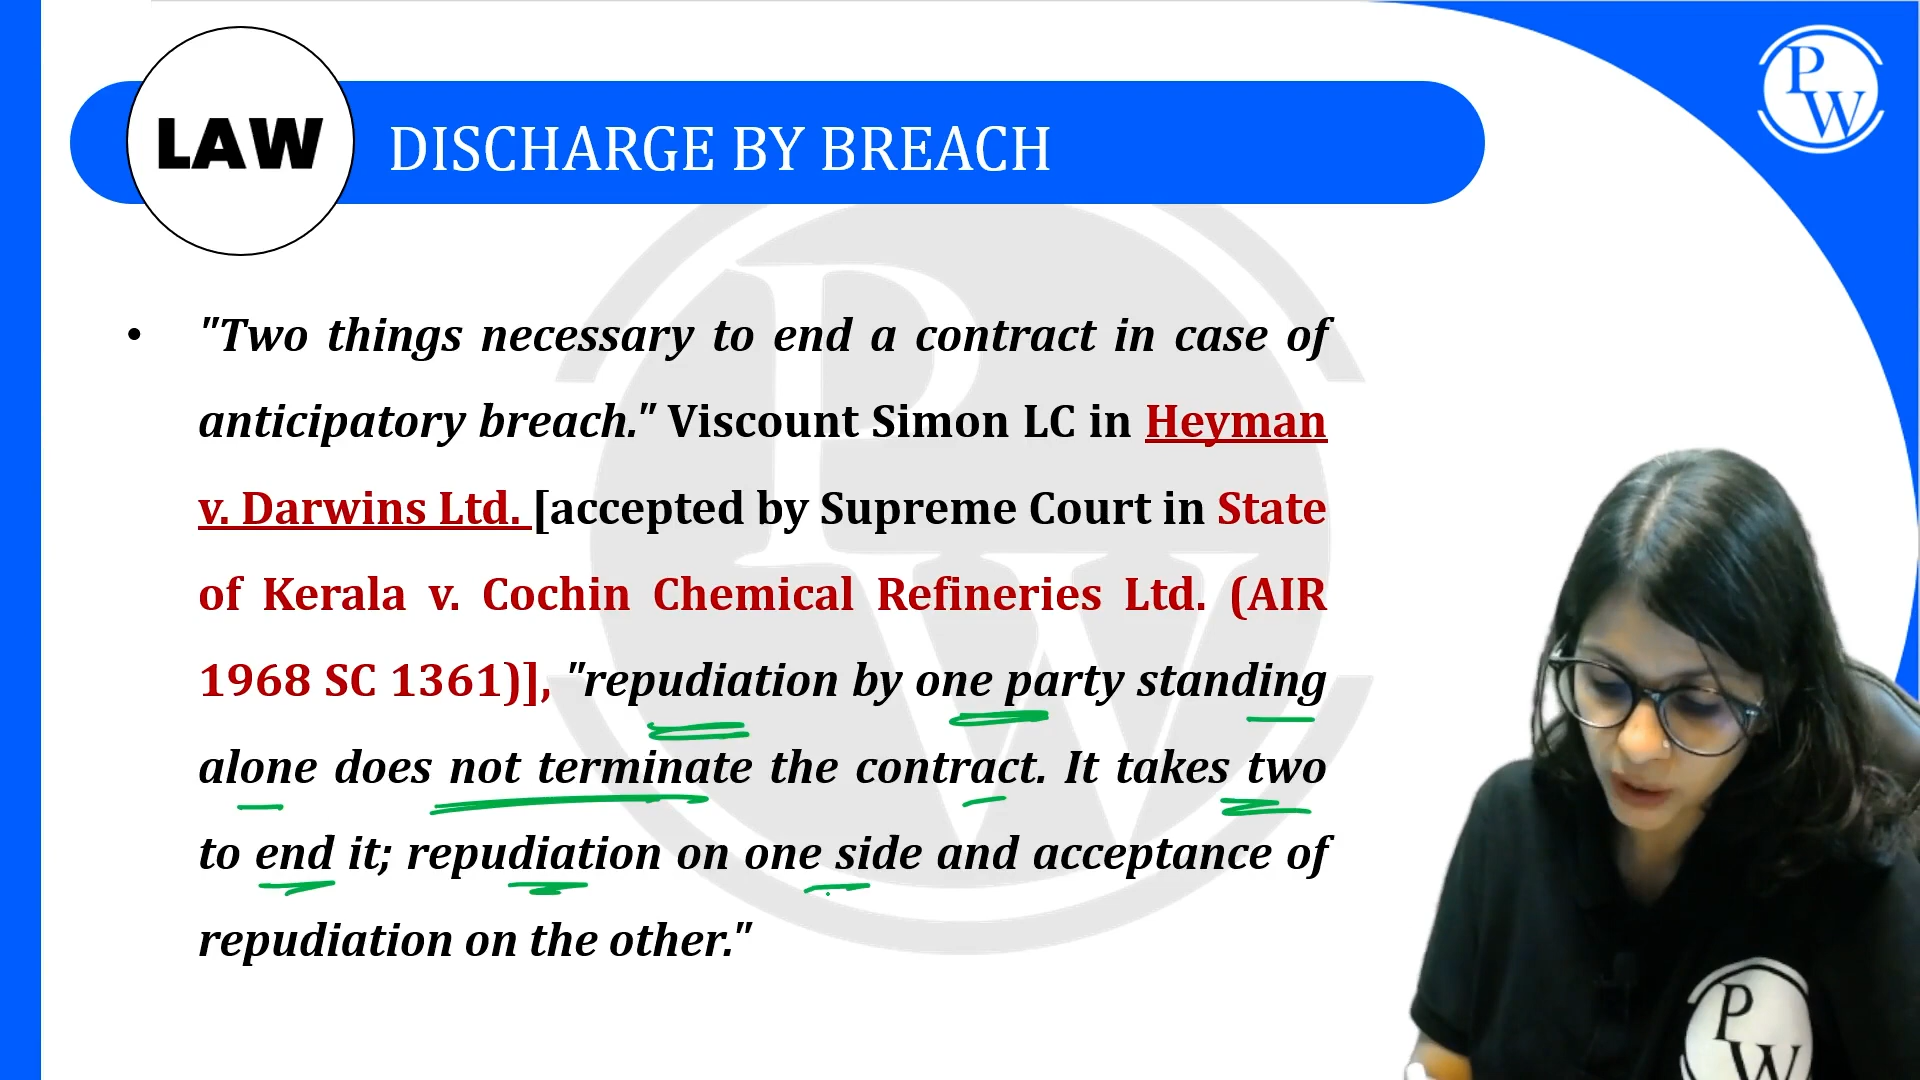 LAW
DISCHARGE BY BREACH
PW
• "Two things necessary to end a contract in case of
anticipatory breach." Viscount Simon LC in Heyman
v. Darwins Ltd. [accepted by Supreme Court in State
of Kerala v. Cochin Chemical Refineries Ltd. (AIR
1968 SC 1361)], "repudiation by one party standing
alone does not terminate the contract. It takes two
to end it; repudiation on one side and acceptance of
repudiation on the other."
PW
PW